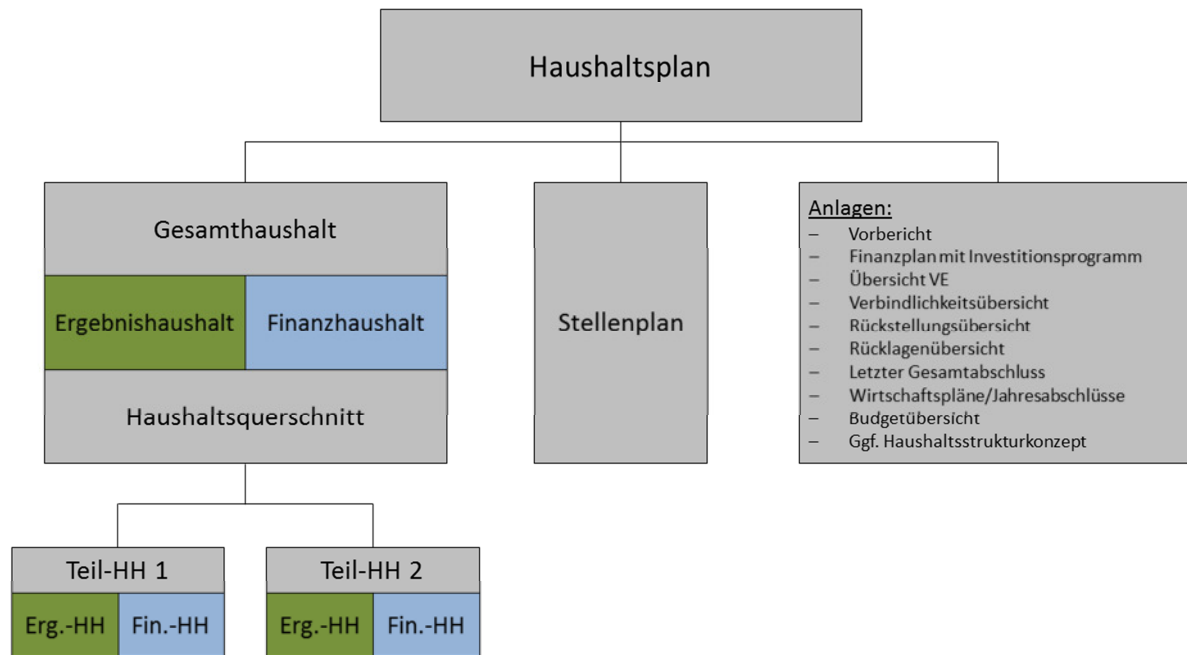 Haushaltsplan
Gesamthaushalt
Ergebnishaushalt
Finanzhaushalt
Haushaltsquerschnitt
Stellenplan
Anlagen:
– Vorbericht
– Finanzplan mit Investitionsprogramm
– Übersicht VE
– Verbindlichkeitsübersicht
– Rückstellungsübersicht
– Rücklagenübersicht
– Letzter Gesamtabschluss
– Wirtschaftspläne/Jahresabschlüsse
– Budgetübersicht
– Ggf. Haushaltsstrukturkonzept
Teil-HH 1
Erg.-HH
Fin.-HH
Teil-HH 2
Erg.-HH
Fin.-HH